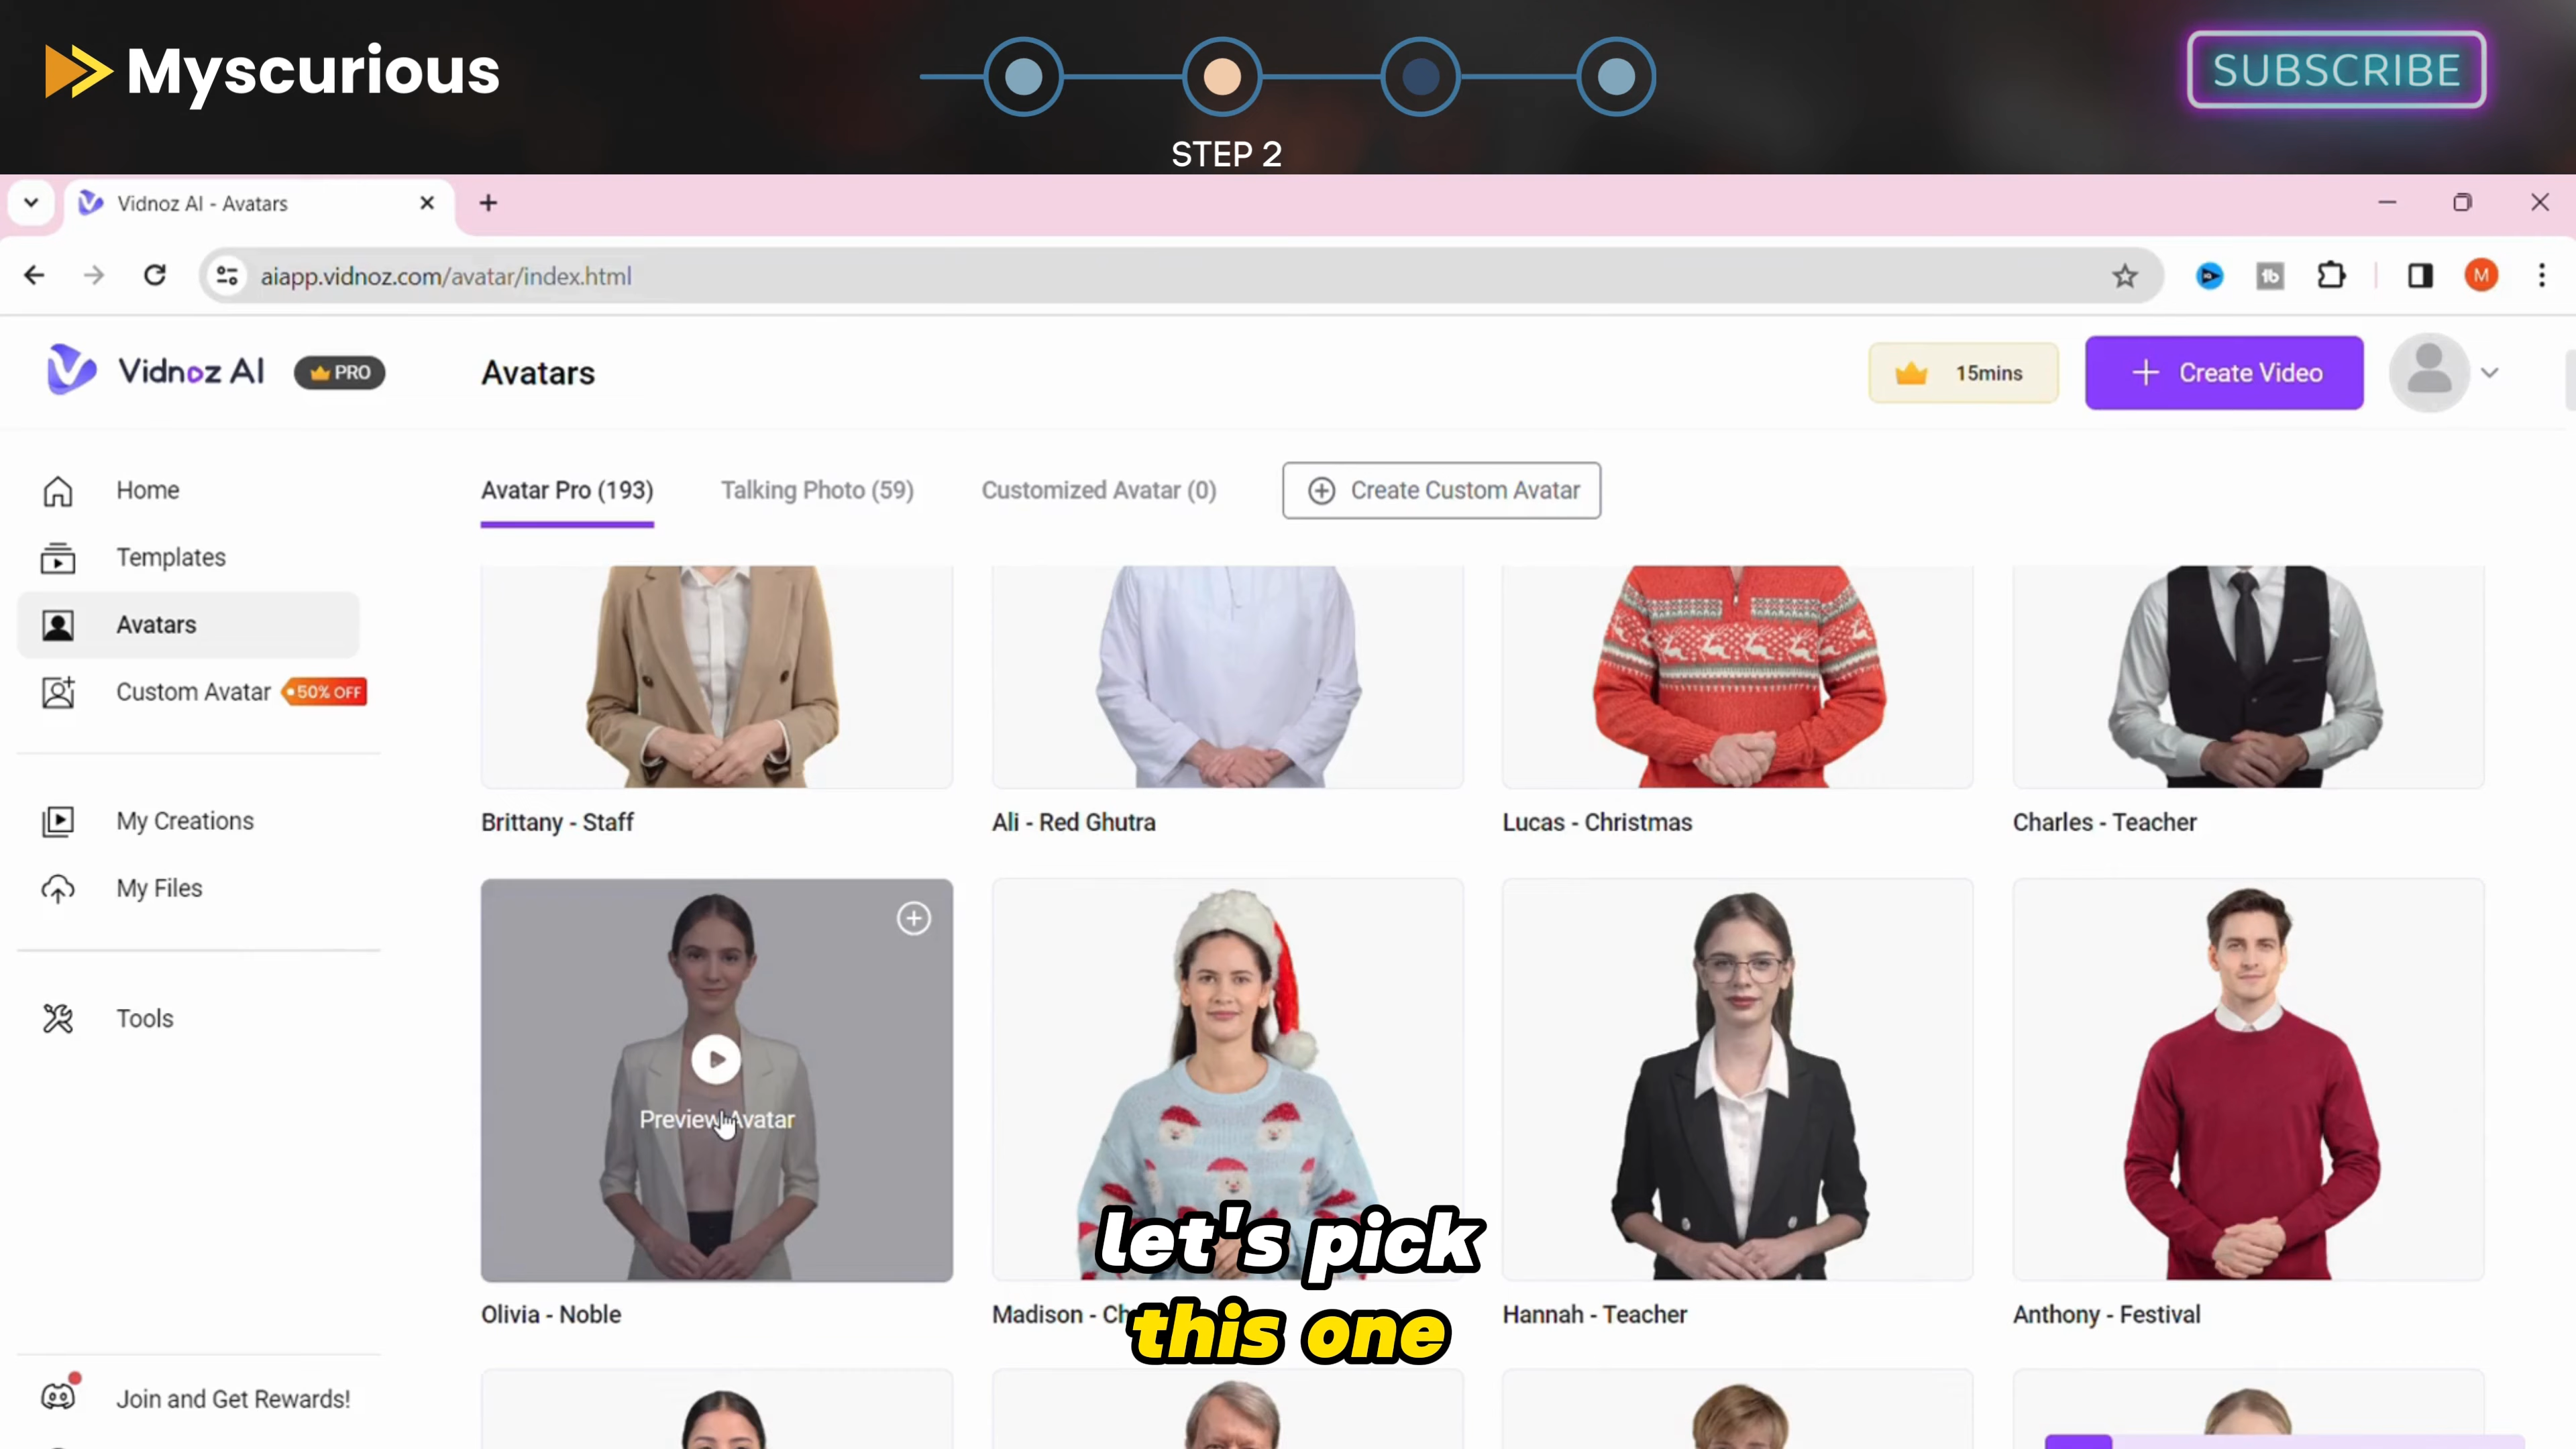 Myscurious
SUBSCRIBE
STEP 2
Vidnoz AI - Avatars
aiapp.vidnoz.com/avatar/index.html
tb
M
Vidnoz AI
PRO
Avatars
15mins
Create Video
Home
Templates
Avatars
Custom Avatar
50% OFF
My Creations
My Files
Tools
Join and Get Rewards!
Avatar Pro (193)
Talking Photo (59)
Customized Avatar (0)
Create Custom Avatar
Brittany - Staff
Ali - Red Ghutra
Lucas - Christmas
Charles - Teacher
Preview Avatar
Olivia - Noble
Madison - Ch
Hannah - Teacher
Anthony - Festival
let's pick
this one